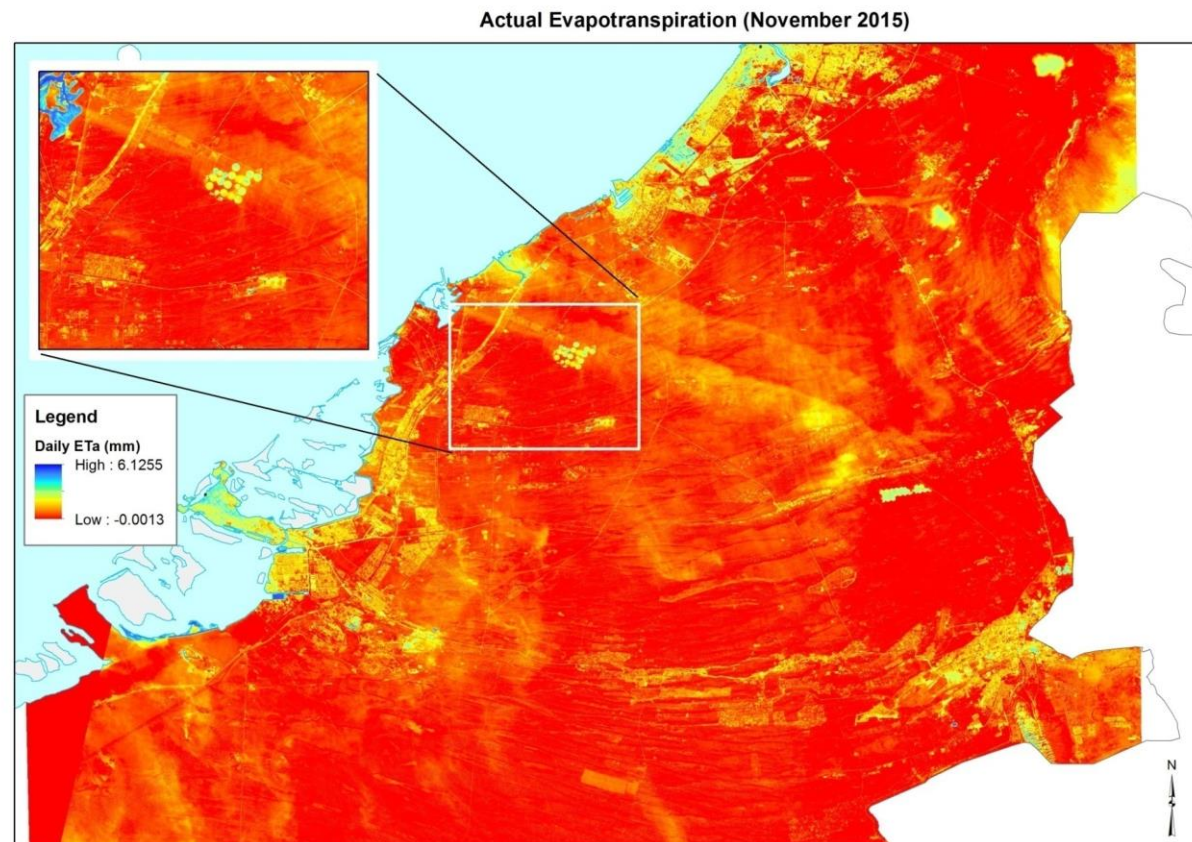 Actual Evapotranspiration (November 2015)
Legend
Daily ETa (mm)
High : 6.1255
Low : -0.0013
N